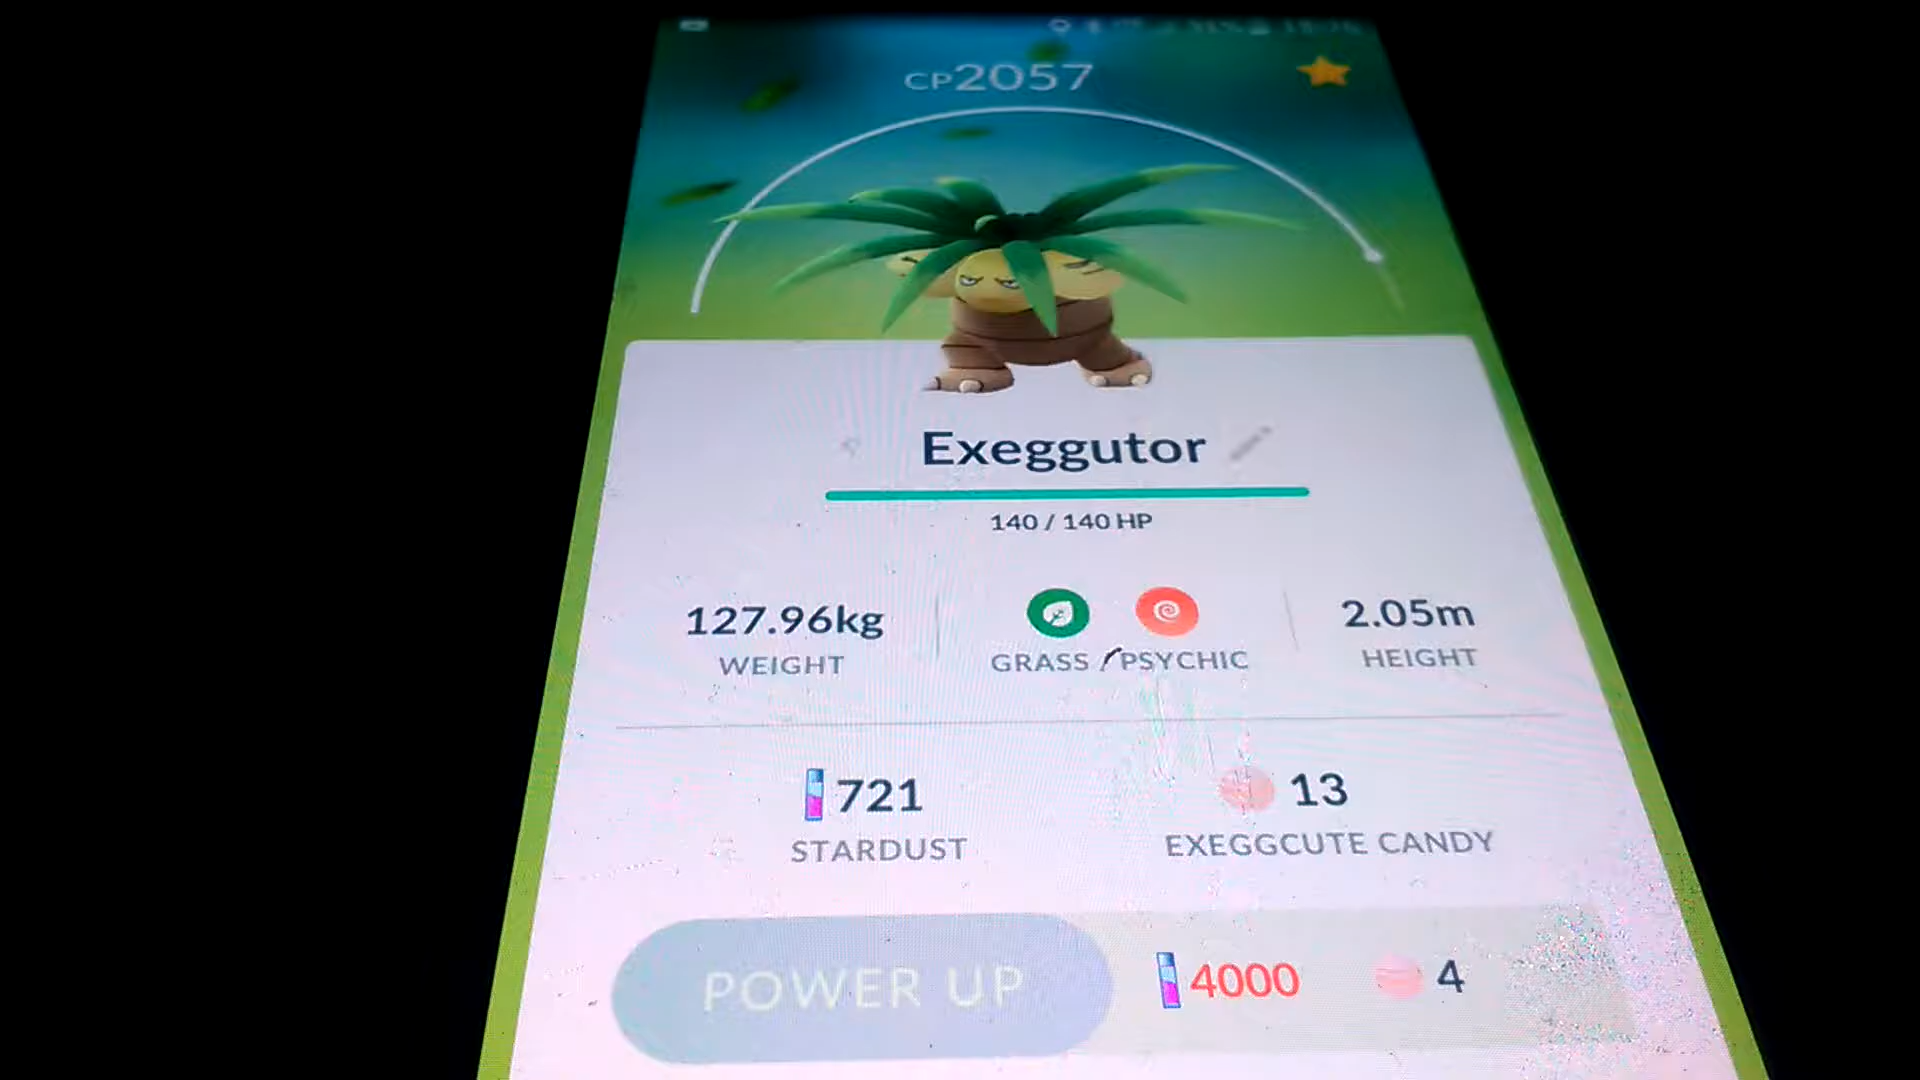 CP2057
Exeggutor
140 / 140 HP
127.96kg
WEIGHT
GRASS / PSYCHIC
2.05m
HEIGHT
721
STARDUST
13
EXEGGCUTE CANDY
POWER UP
4000
4